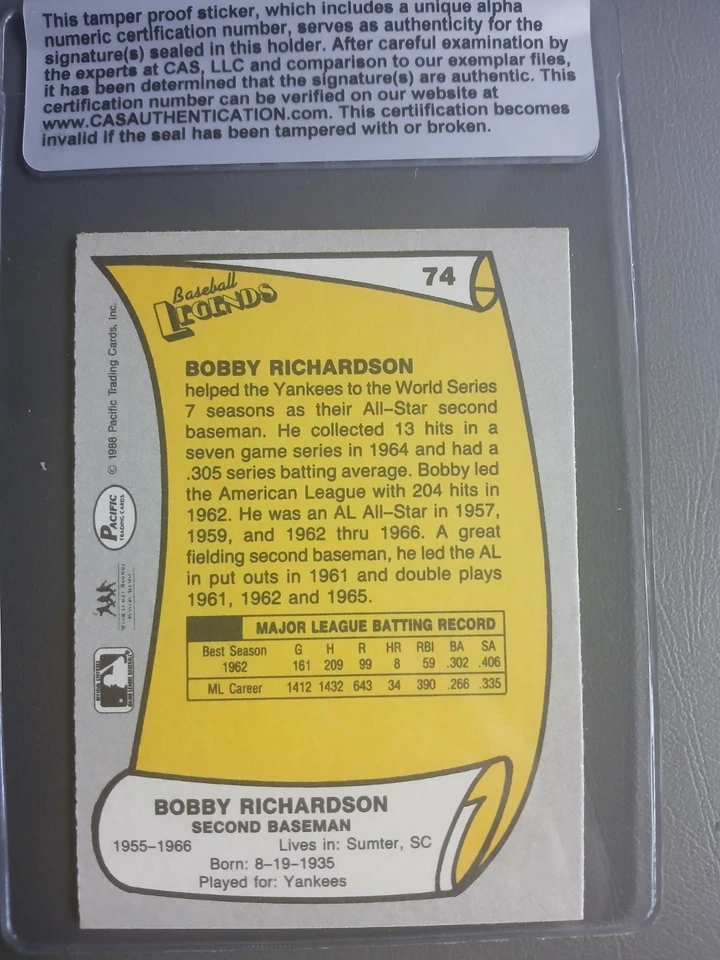 This tamper proof sticker, which includes a unique alpha
numeric certification number, serves as authenticity for the
signature(s) sealed in this holder. After careful examination by
the experts at CAS, LLC and comparison to our exemplar files,
it has been determined that the signature(s) are authentic. This
certification number can be verified on our website at
www.CASAUTHENTICATION.com. This certiification becomes
invalid if the seal has been tampered with or broken.
74
Baseball
LEGENDS
BOBBY RICHARDSON
helped the Yankees to the World Series
7 seasons as their All-Star second
baseman. He collected 13 hits in a
seven game series in 1964 and had a
.305 series batting average. Bobby led
the American League with 204 hits in
1962. He was an AL All-Star in 1957,
1959, and 1962 thru 1966. A great
fielding second baseman, he led the AL
in put outs in 1961 and double plays
1961, 1962 and 1965.
MAJOR LEAGUE BATTING RECORD
Best Season G H R HR RBI BA SA
1962 161 209 99 8 59 .302 .406
ML Career 1412 1432 643 34 390 .266 .335
BOBBY RICHARDSON
SECOND BASEMAN
1955-1966 Lives in: Sumter, SC
Born: 8-19-1935
Played for: Yankees
© 1988 Pacific Trading Cards, Inc.
PACIFIC
TRADING CARDS